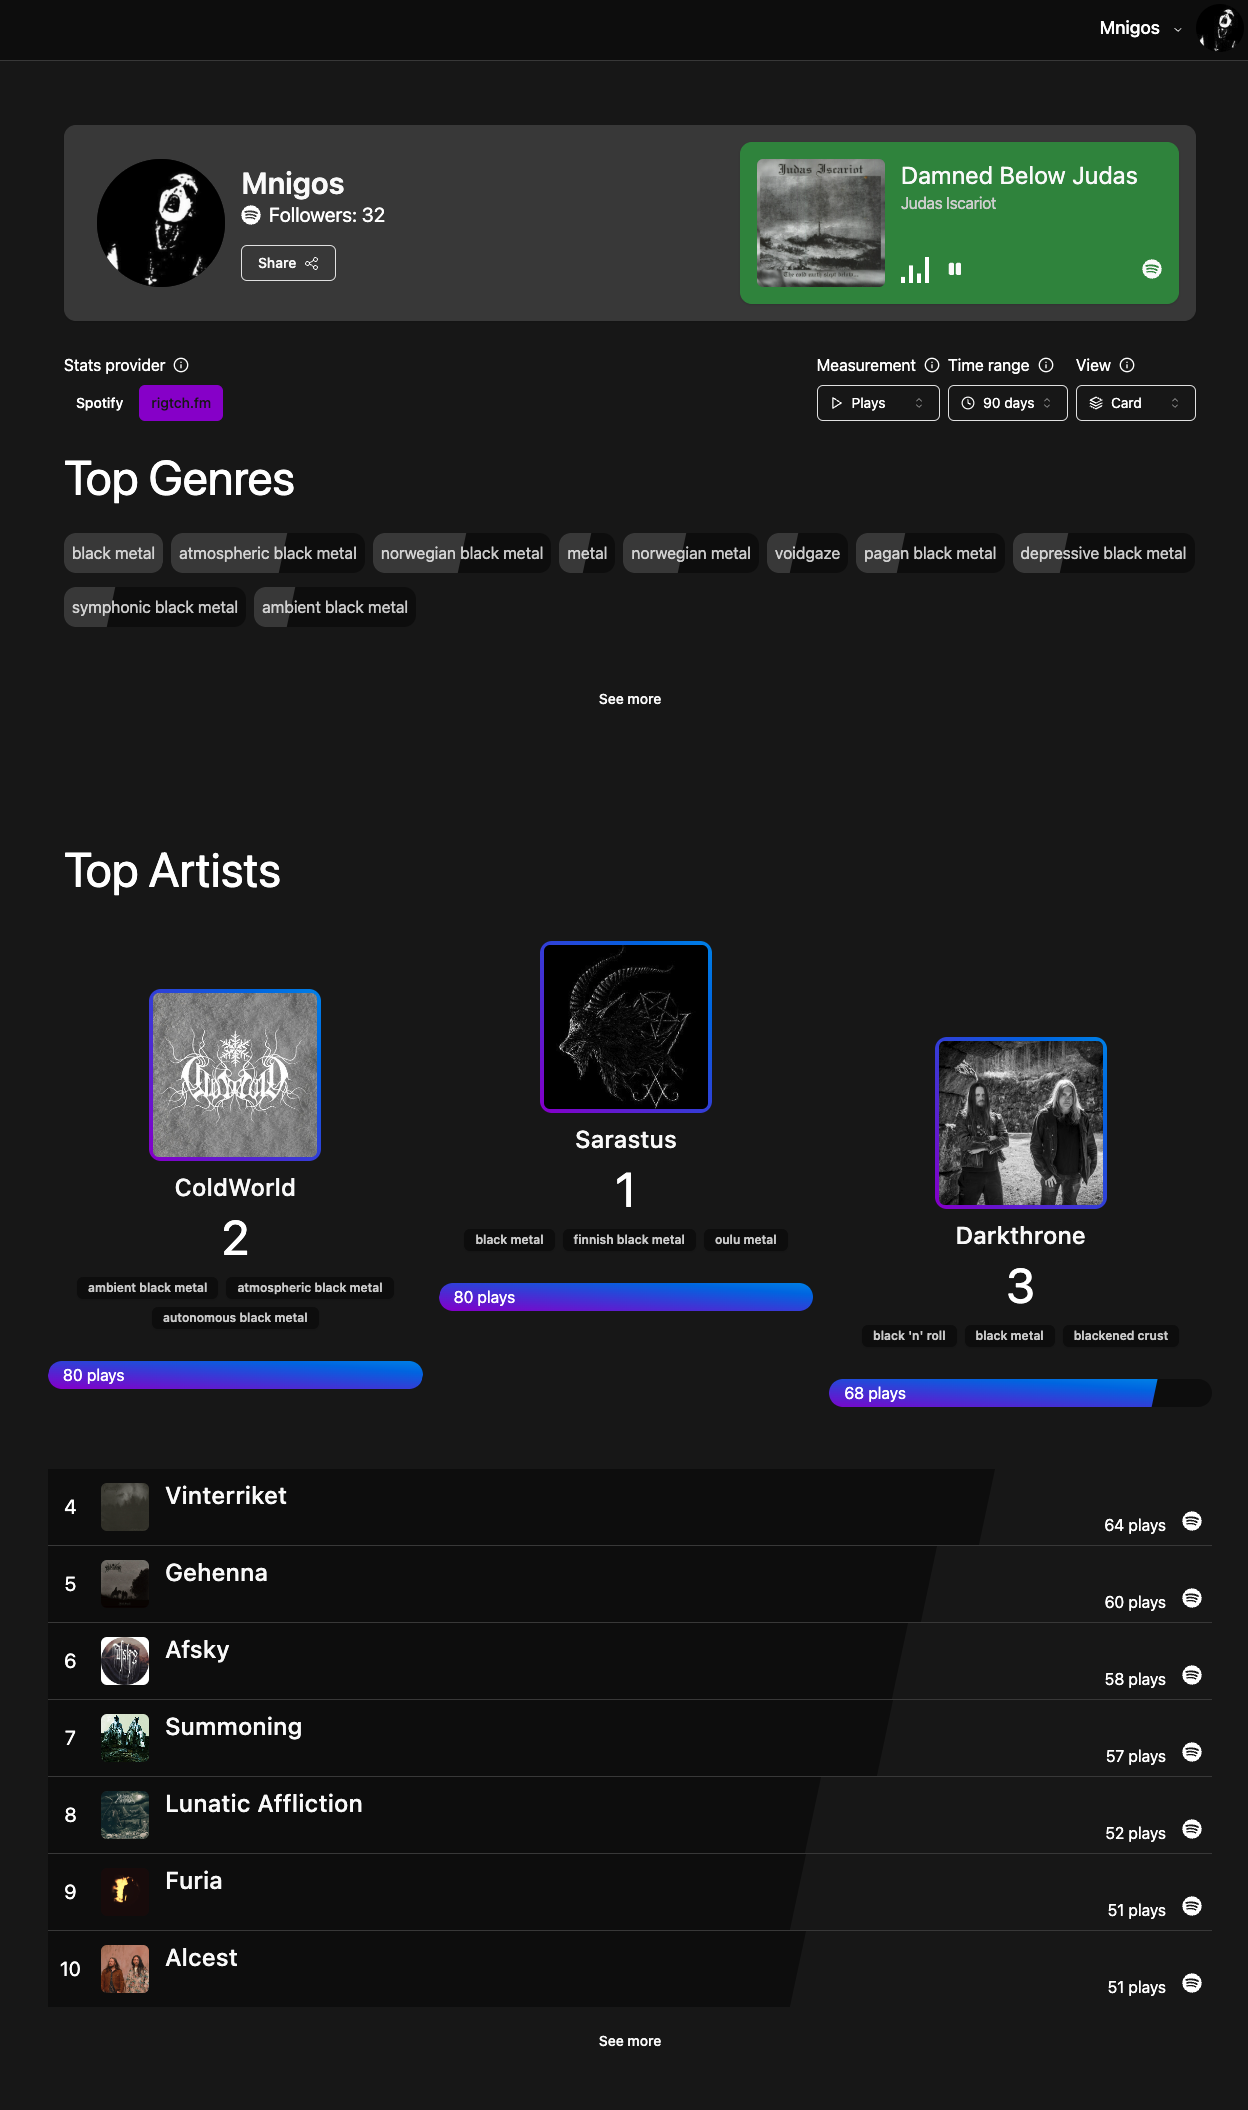 Mnigos
Mnigos
Followers: 32
Share
Judas Iscariot
The cold earth slept below...
Damned Below Judas
Judas Iscariot
Stats provider
Spotify rigtch.fm
Measurement Time range View
Plays 90 days Card
Top Genres
black metal atmospheric black metal norwegian black metal metal norwegian metal voidgaze pagan black metal depressive black metal
symphonic black metal ambient black metal
See more
Top Artists
ColdWorld
2
ambient black metal atmospheric black metal
autonomous black metal
80 plays
Sarastus
1
black metal finnish black metal oulu metal
80 plays
Darkthrone
3
black 'n' roll black metal blackened crust
68 plays
4 Vinterriket 64 plays
5 Gehenna 60 plays
6 Afsky 58 plays
7 Summoning 57 plays
8 Lunatic Affliction 52 plays
9 Furia 51 plays
10 Alcest 51 plays
See more